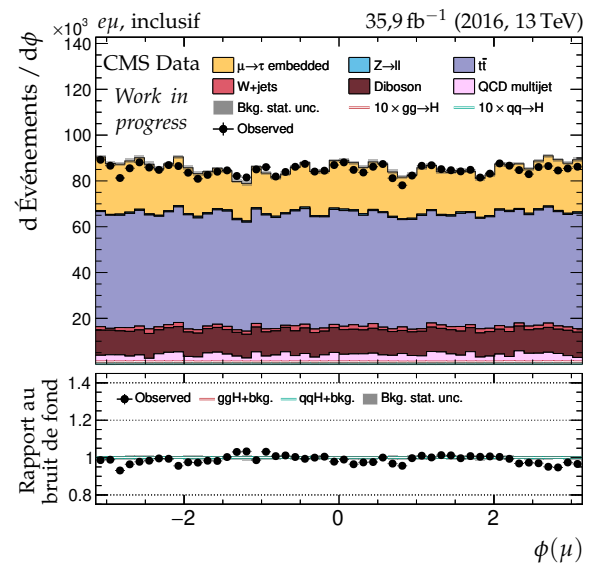 ×10³ eμ, inclusif 35,9 fb⁻¹ (2016, 13 TeV)
d Événements / dϕ
140
120
100
80
60
40
20
CMS Data
Work in
progress
μ→τ embedded Z→ll tt̄
W+jets Diboson QCD multijet
Bkg. stat. unc. 10 × gg→H 10 × qq→H
Observed
Rapport au
bruit de fond
1.4
1.2
1
0.8
Observed ggH+bkg. qqH+bkg. Bkg. stat. unc.
−2 0 2
ϕ(μ)